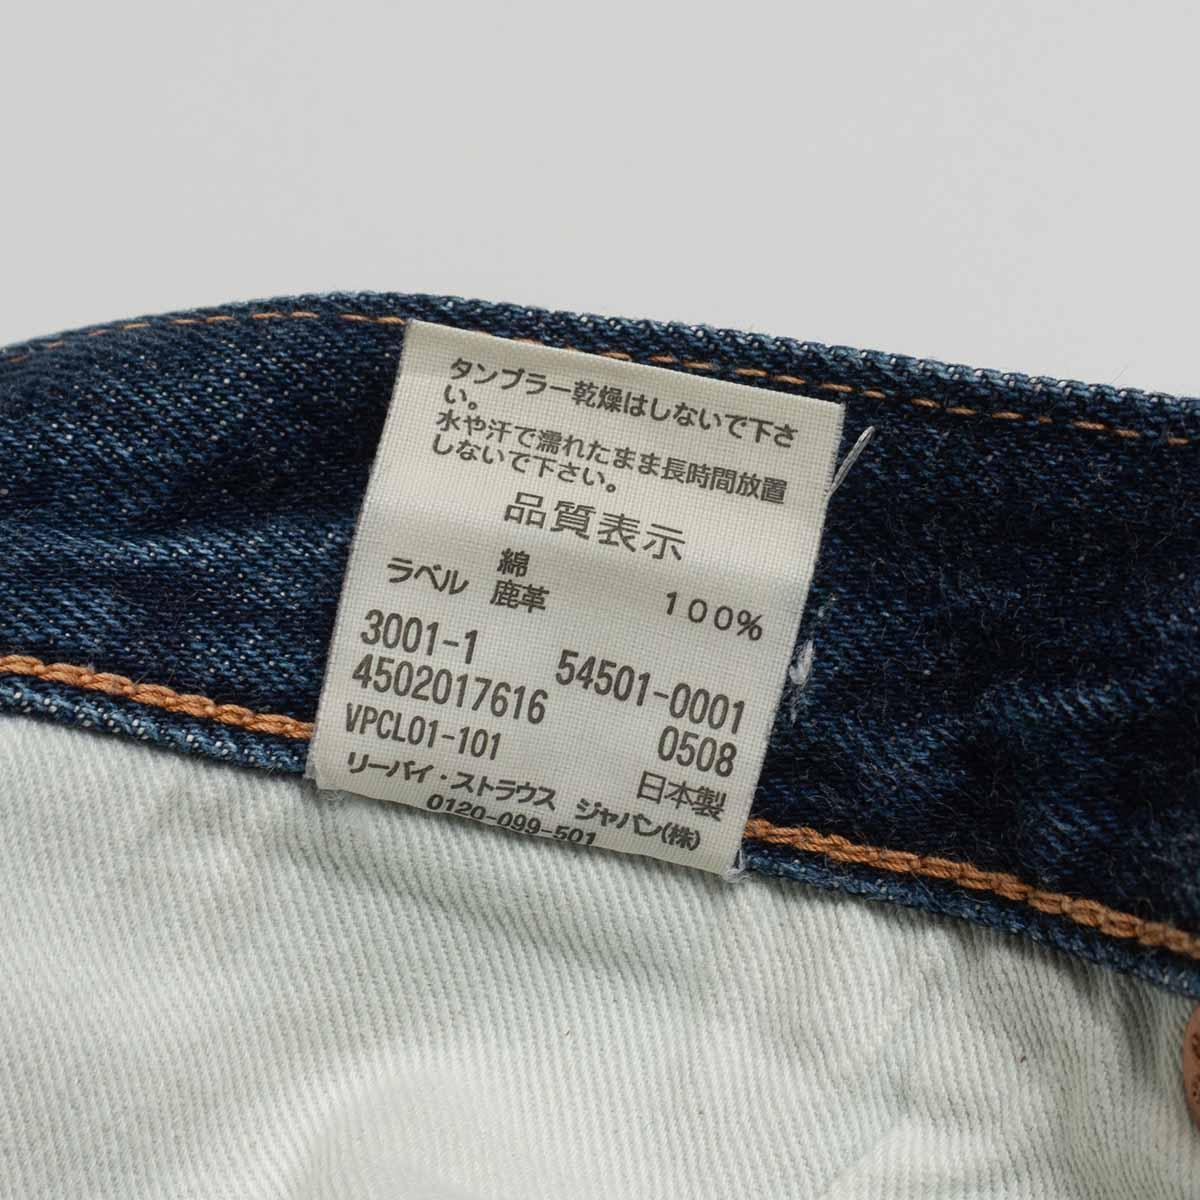 タンブラー乾燥はしないで下さ
い。
水や汗で濡れたまま長時間放置
しないで下さい。
品質表示
綿 100%
ラベル 鹿革
3001-1 54501-0001
4502017616 0508
VPCL01-101 日本製
リーバイ・ストラウス ジャパン(株)
0120-099-501